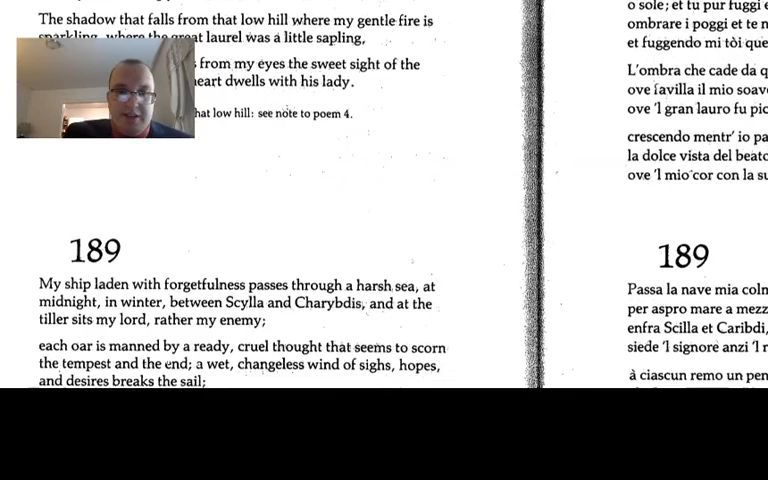 The shadow that falls from that low hill where my gentle fire is
sparkling, where the great laurel was a little sapling,
from my eyes the sweet sight of the
heart dwells with his lady.
hat low hill: see note to poem 4.
189
My ship laden with forgetfulness passes through a harsh sea, at
midnight, in winter, between Scylla and Charybdis, and at the
tiller sits my lord, rather my enemy;
each oar is manned by a ready, cruel thought that seems to scorn
the tempest and the end; a wet, changeless wind of sighs, hopes,
and desires breaks the sail;
o sole; et tu pur fuggi e
ombrare i poggi et te n
et fuggendo mi tòi que
L'ombra che cade da q
ove favilla il mio soav
ove 'l gran lauro fu pic
crescendo mentr' io pa
la dolce vista del beato
ove 'l mio cor con la su
189
Passa la nave mia coln
per aspro mare a mezz
enfra Scilla et Caribdi,
siede 'l signore anzi 'l n
à ciascun remo un pen